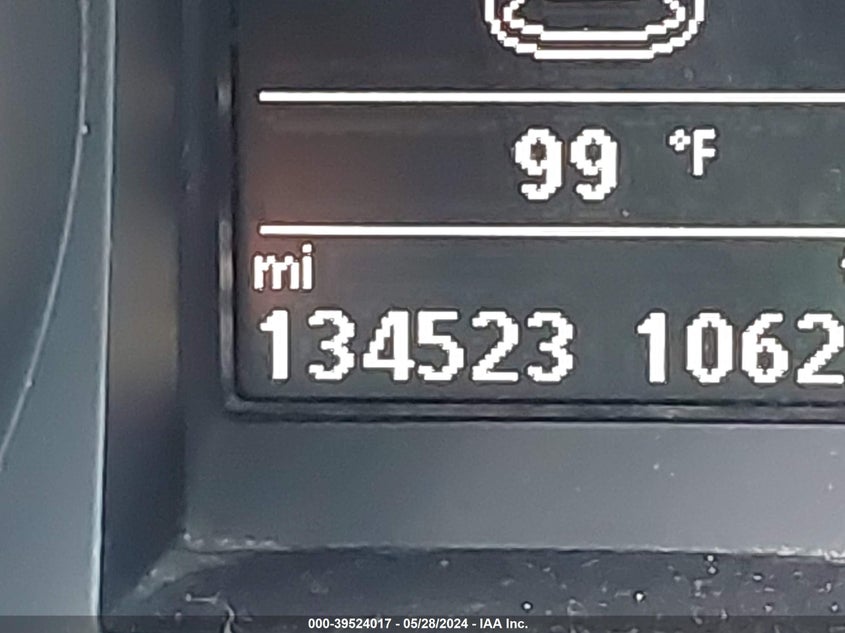 99 °F
mi
134523 1062
000-39524017 - 05/28/2024 - IAA Inc.